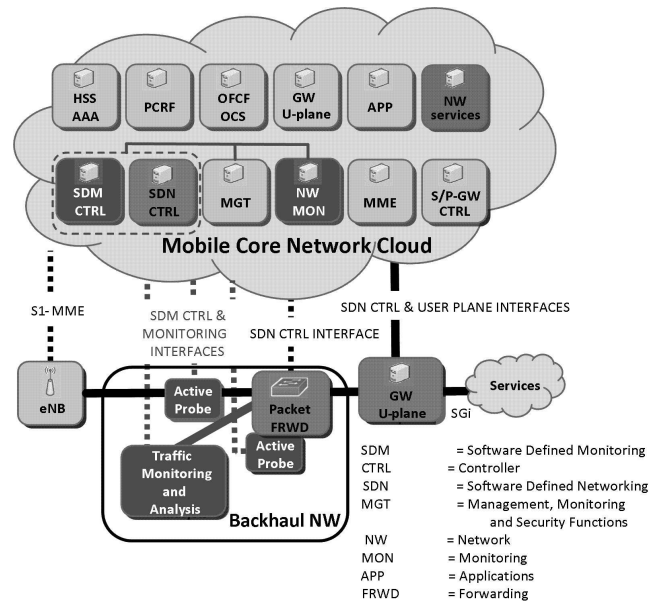 HSS
AAA
PCRF
OFCF
OCS
GW
U-plane
APP
NW
services
SDM
CTRL
SDN
CTRL
MGT
NW
MON
MME
S/P-GW
CTRL
Mobile Core Network Cloud
S1- MME
SDM CTRL &
MONITORING
INTERFACES
SDN CTRL INTERFACE
SDN CTRL & USER PLANE INTERFACES
eNB
Active
Probe
Packet
FRWD
GW
U-plane
Services
SGi
Traffic
Monitoring
and
Analysis
Active
Probe
Backhaul NW
SDM = Software Defined Monitoring
CTRL = Controller
SDN = Software Defined Networking
MGT = Management, Monitoring
and Security Functions
NW = Network
MON = Monitoring
APP = Applications
FRWD = Forwarding